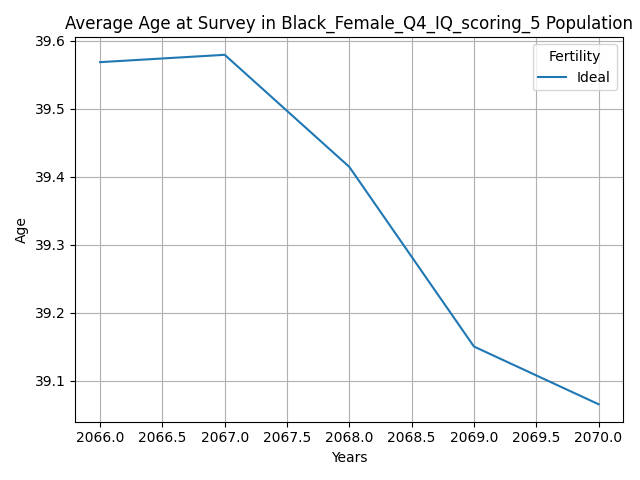 Average Age at Survey in Black_Female_Q4_IQ_scoring_5 Population
39.6
39.5
39.4
39.3
39.2
39.1
Age
Fertility
Ideal
2066.0 2066.5 2067.0 2067.5 2068.0 2068.5 2069.0 2069.5 2070.0
Years